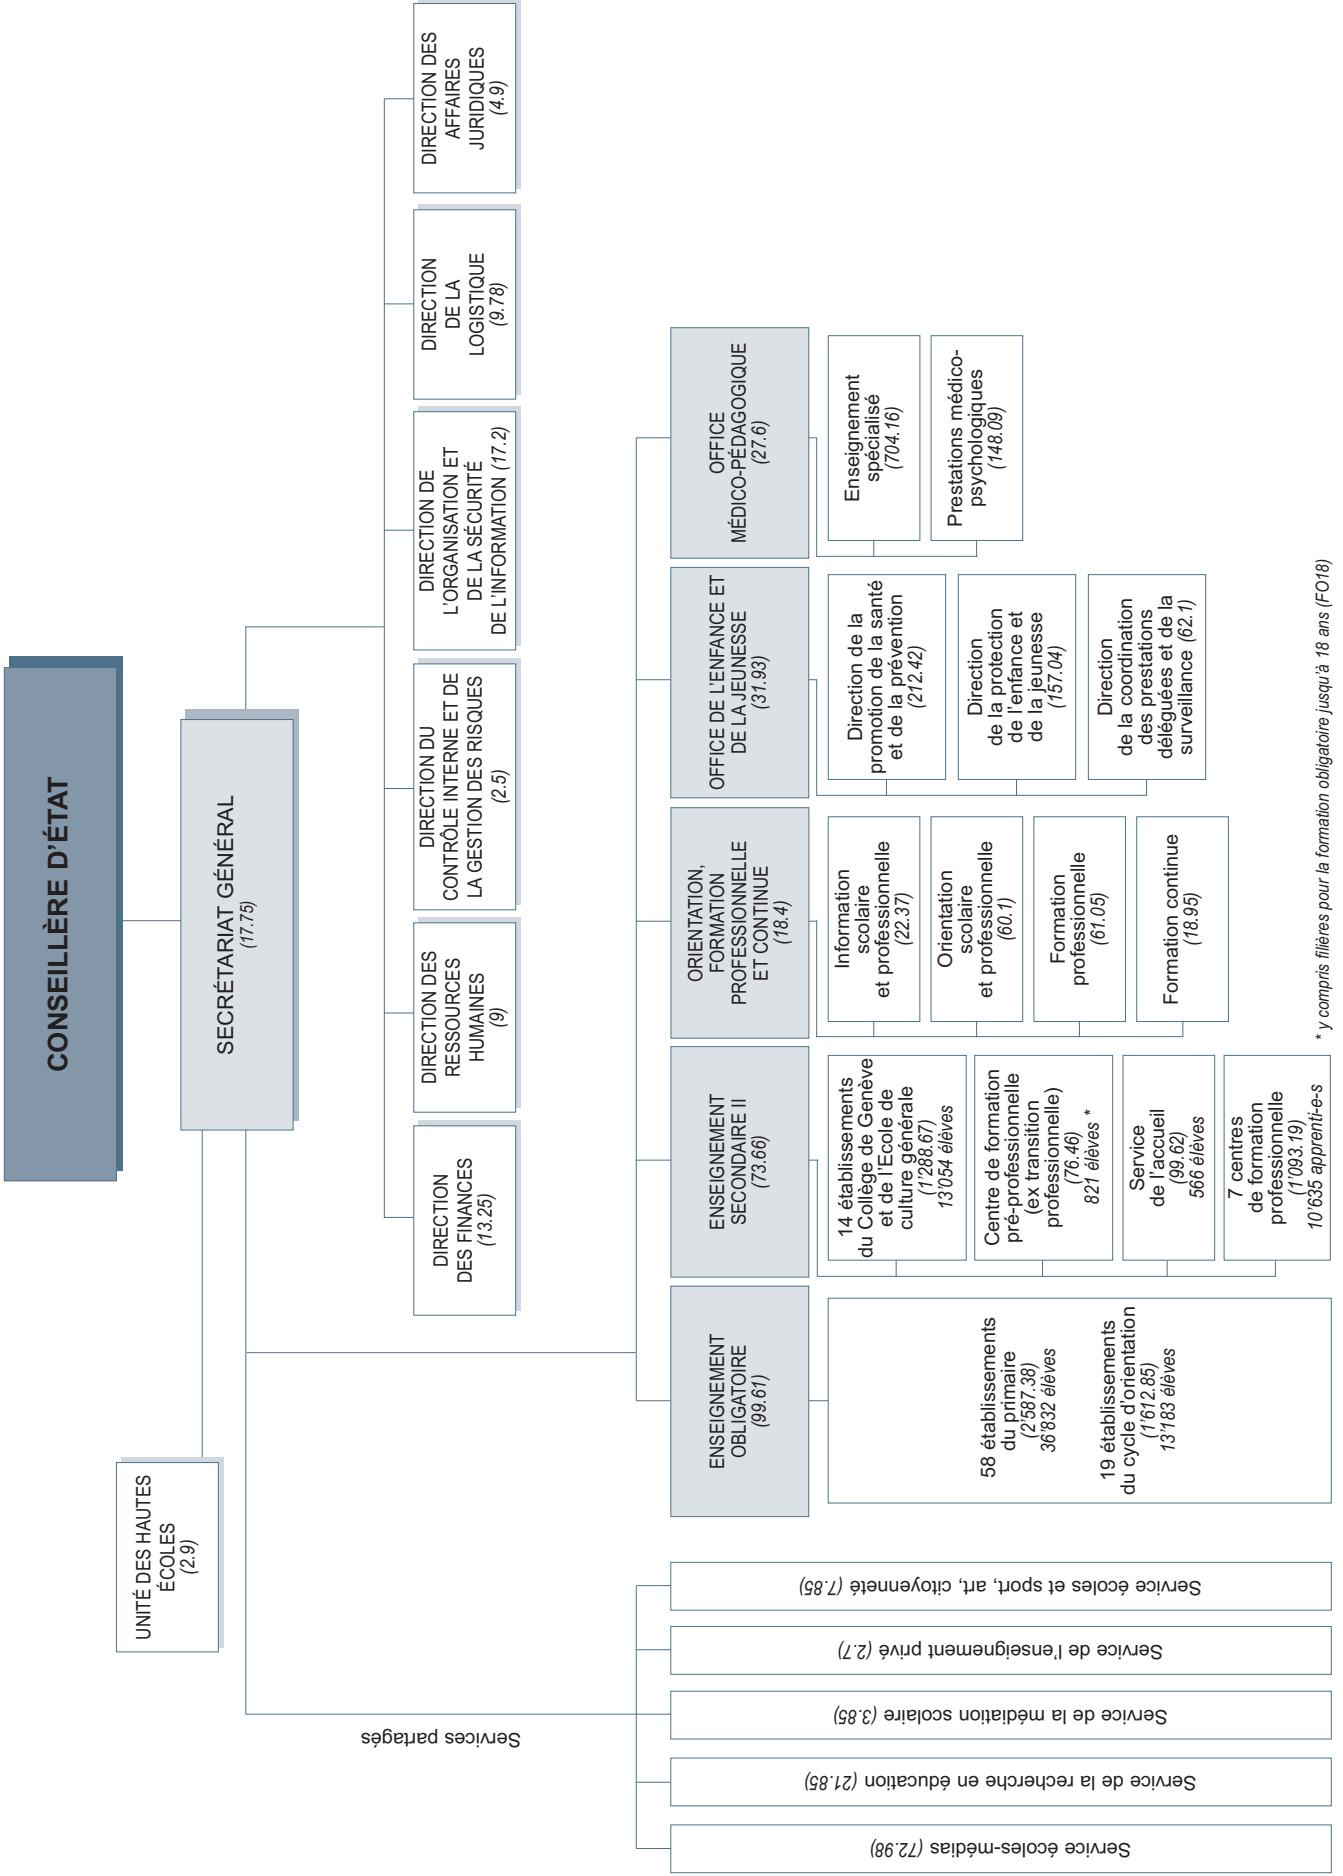 CONSEILLÈRE D'ÉTAT
SECRÉTARIAT GÉNÉRAL
(17.75)
UNITÉ DES HAUTES
ÉCOLES
(2.9)
DIRECTION
DES FINANCES
(13.25)
DIRECTION DES
RESSOURCES
HUMAINES
(9)
DIRECTION DU
CONTRÔLE INTERNE ET DE
LA GESTION DES RISQUES
(2.5)
DIRECTION DE
L'ORGANISATION ET
DE LA SÉCURITÉ
DE L'INFORMATION (17.2)
DIRECTION
DE LA
LOGISTIQUE
(9.78)
DIRECTION DES
AFFAIRES
JURIDIQUES
(4.9)
Services partagés
Service écoles-médias (72.98)
Service de la recherche en éducation (21.85)
Service de la médiation scolaire (3.85)
Service de l'enseignement privé (2.7)
Service écoles et sport, art, citoyenneté (7.85)
ENSEIGNEMENT
OBLIGATOIRE
(99.61)
58 établissements
du primaire
(2'587.38)
36'832 élèves
19 établissements
du cycle d'orientation
(1'612.85)
13'183 élèves
ENSEIGNEMENT
SECONDAIRE II
(73.66)
14 établissements
du Collège de Genève
et de l'Ecole de
culture générale
(1'288.67)
13'054 élèves
Centre de formation
pré-professionnelle
(ex transition
professionnelle)
(76.46)
821 élèves *
Service
de l'accueil
(99.62)
566 élèves
7 centres
de formation
professionnelle
(1'093.19)
10'635 apprenti-e-s
ORIENTATION,
FORMATION
PROFESSIONNELLE
ET CONTINUE
(18.4)
Information
scolaire
et professionnelle
(22.37)
Orientation
scolaire
et professionnelle
(60.1)
Formation
professionnelle
(61.05)
Formation continue
(18.95)
OFFICE DE L'ENFANCE ET
DE LA JEUNESSE
(31.93)
Direction de la
promotion de la santé
et de la prévention
(212.42)
Direction
de la protection
de l'enfance et
de la jeunesse
(157.04)
Direction
de la coordination
des prestations
déléguées et de la
surveillance (62.1)
OFFICE
MÉDICO-PÉDAGOGIQUE
(27.6)
Enseignement
spécialisé
(704.16)
Prestations médico-
psychologiques
(148.09)
* y compris filières pour la formation obligatoire jusqu'à 18 ans (FO18)